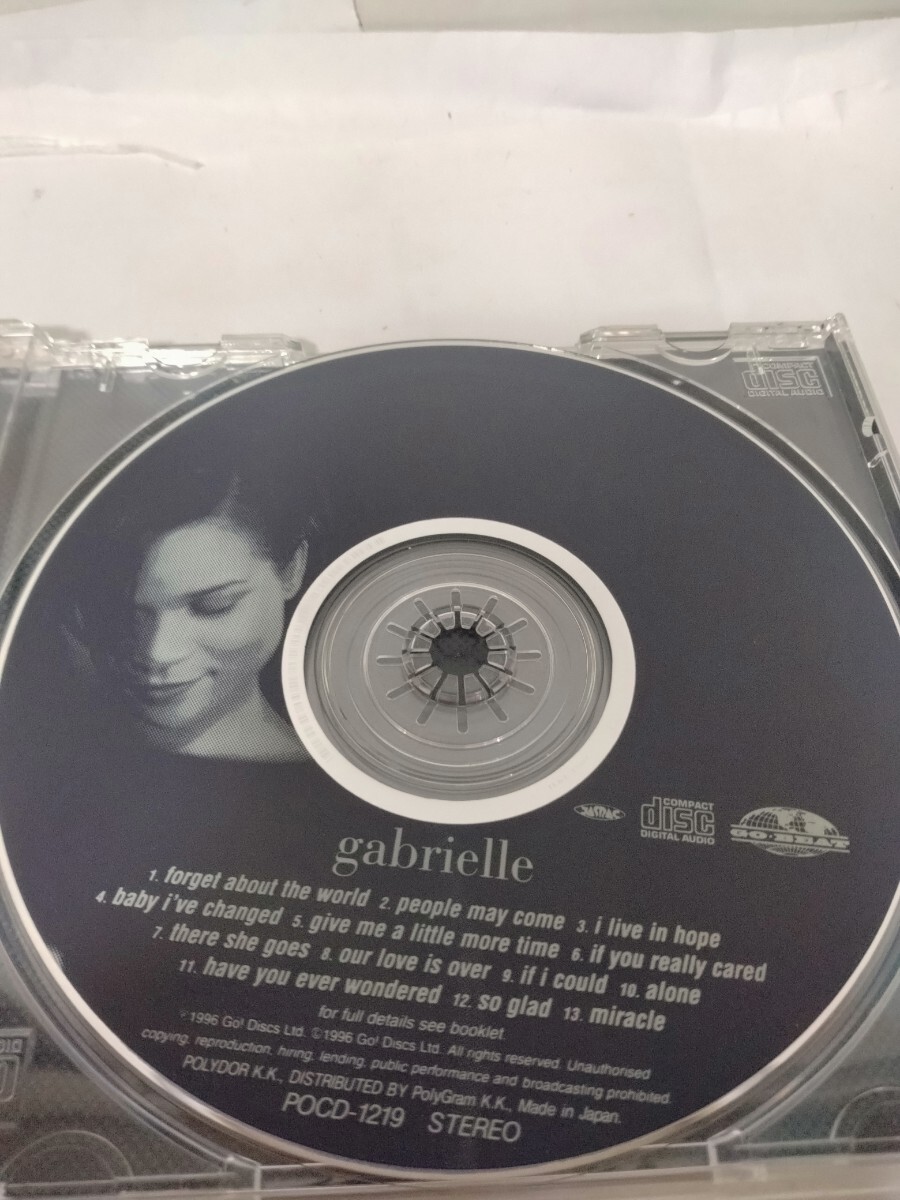 COMPACT
disc
DIGITAL AUDIO
JASRAC
COMPACT
disc
DIGITAL AUDIO
GO.BEAT
gabrielle
1. forget about the world 2. people may come 3. i live in hope
4. baby i've changed 5. give me a little more time 6. if you really cared
7. there she goes 8. our love is over 9. if i could 10. alone
11. have you ever wondered 12. so glad 13. miracle
for full details see booklet.
℗1996 Go! Discs Ltd. ©1996 Go! Discs Ltd. All rights reserved. Unauthorised
copying, reproduction, hiring, lending, public performance and broadcasting prohibited.
POLYDOR K.K., DISTRIBUTED BY PolyGram K.K., Made in Japan.
POCD-1219 STEREO